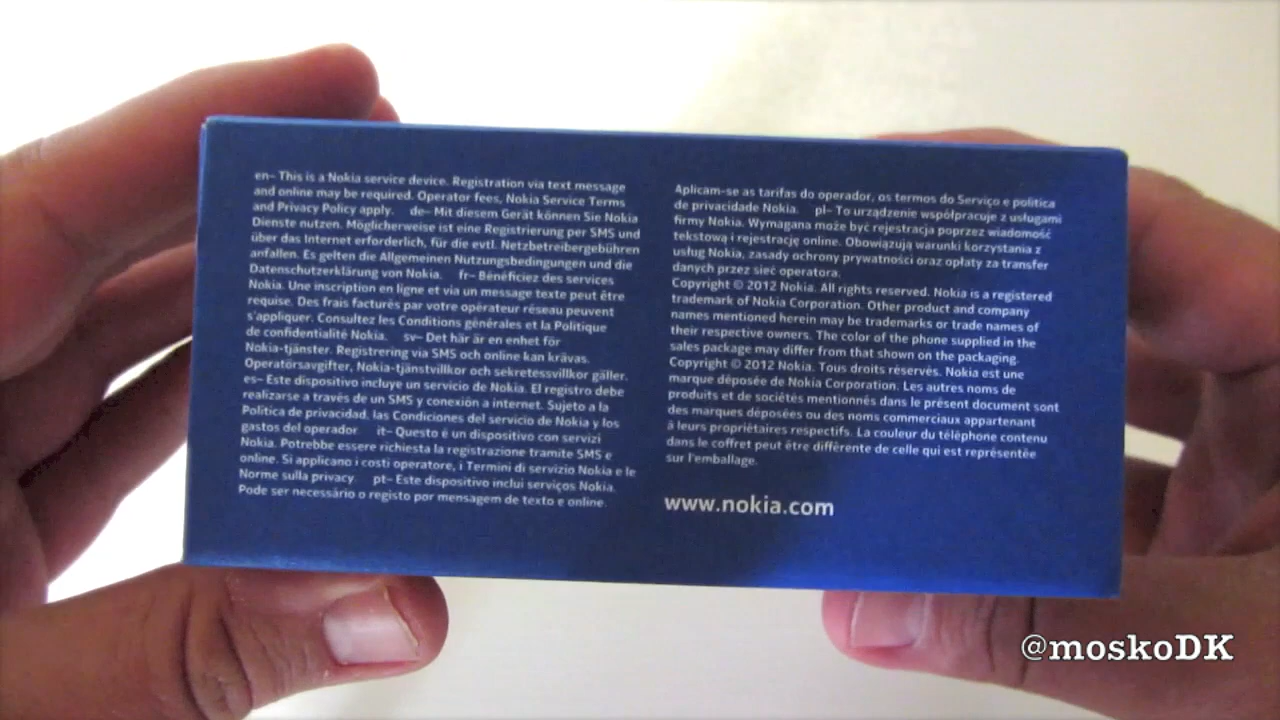 en– This is a Nokia service device. Registration via text message
and online may be required. Operator fees, Nokia Service Terms
and Privacy Policy apply. de– Mit diesem Gerät können Sie Nokia
Dienste nutzen. Möglicherweise ist eine Registrierung per SMS und
über das Internet erforderlich, für die evtl. Netzbetreibergebühren
anfallen. Es gelten die Allgemeinen Nutzungsbedingungen und die
Datenschutzerklärung von Nokia. fr– Bénéficiez des services
Nokia. Une inscription en ligne et via un message texte peut être
requise. Des frais facturés par votre opérateur réseau peuvent
s'appliquer. Consultez les Conditions générales et la Politique
de confidentialité Nokia. sv– Det här är en enhet för
Nokia-tjänster. Registrering via SMS och online kan krävas.
Operatörsavgifter, Nokia-tjänstvillkor och sekretessvillkor gäller.
es– Este dispositivo incluye un servicio de Nokia. El registro debe
realizarse a través de un SMS y conexión a internet. Sujeto a la
Política de privacidad, las Condiciones del servicio de Nokia y los
gastos del operador. it– Questo è un dispositivo con servizi
Nokia. Potrebbe essere richiesta la registrazione tramite SMS e
online. Si applicano i costi operatore, i Termini di servizio Nokia e le
Norme sulla privacy. pt– Este dispositivo inclui serviços Nokia.
Pode ser necessário o registo por mensagem de texto e online.
Aplicam-se as tarifas do operador, os termos do Serviço e política
de privacidade Nokia. pl– To urządzenie współpracuje z usługami
firmy Nokia. Wymagana może być rejestracja poprzez wiadomość
tekstową i rejestrację online. Obowiązują warunki korzystania z
usług Nokia, zasady ochrony prywatności oraz opłaty za transfer
danych przez sieć operatora.
Copyright © 2012 Nokia. All rights reserved. Nokia is a registered
trademark of Nokia Corporation. Other product and company
names mentioned herein may be trademarks or trade names of
their respective owners. The color of the phone supplied in the
sales package may differ from that shown on the packaging.
Copyright © 2012 Nokia. Tous droits réservés. Nokia est une
marque déposée de Nokia Corporation. Les autres noms de
produits et de sociétés mentionnés dans le présent document sont
des marques déposées ou des noms commerciaux appartenant
à leurs propriétaires respectifs. La couleur du téléphone contenu
dans le coffret peut être différente de celle qui est représentée
sur l'emballage.
www.nokia.com
@moskoDK